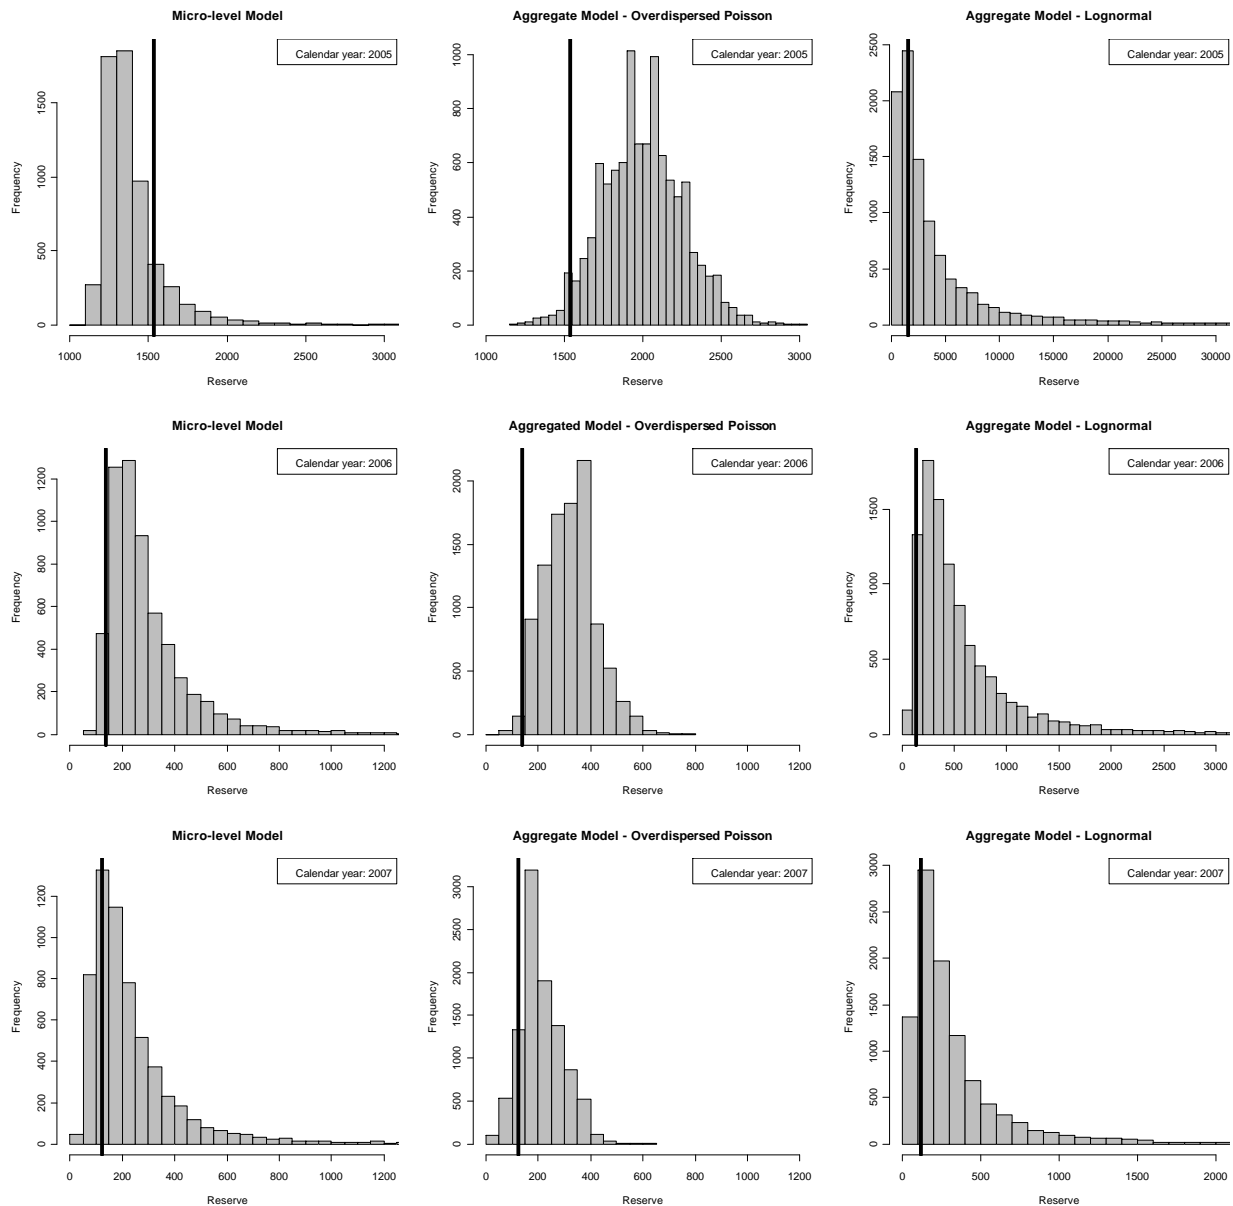 Micro-level Model
Calendar year: 2005
Frequency
0 500 1000 1500
1000 1500 2000 2500 3000
Reserve
Aggregate Model - Overdispersed Poisson
Calendar year: 2005
Frequency
0 200 400 600 800 1000
1000 1500 2000 2500 3000
Reserve
Aggregate Model - Lognormal
Calendar year: 2005
Frequency
0 500 1000 1500 2000 2500
0 5000 10000 15000 20000 25000 30000
Reserve
Micro-level Model
Calendar year: 2006
Frequency
0 200 400 600 800 1000 1200
0 200 400 600 800 1000 1200
Reserve
Aggregated Model - Overdispersed Poisson
Calendar year: 2006
Frequency
0 500 1000 1500 2000
0 200 400 600 800 1000 1200
Reserve
Aggregate Model - Lognormal
Calendar year: 2006
Frequency
0 500 1000 1500
0 500 1000 1500 2000 2500 3000
Reserve
Micro-level Model
Calendar year: 2007
Frequency
0 200 400 600 800 1000 1200
0 200 400 600 800 1000 1200
Reserve
Aggregate Model - Overdispersed Poisson
Calendar year: 2007
Frequency
0 500 1000 1500 2000 2500 3000
0 200 400 600 800 1000 1200
Reserve
Aggregate Model - Lognormal
Calendar year: 2007
Frequency
0 500 1000 1500 2000 2500 3000
0 500 1000 1500 2000
Reserve